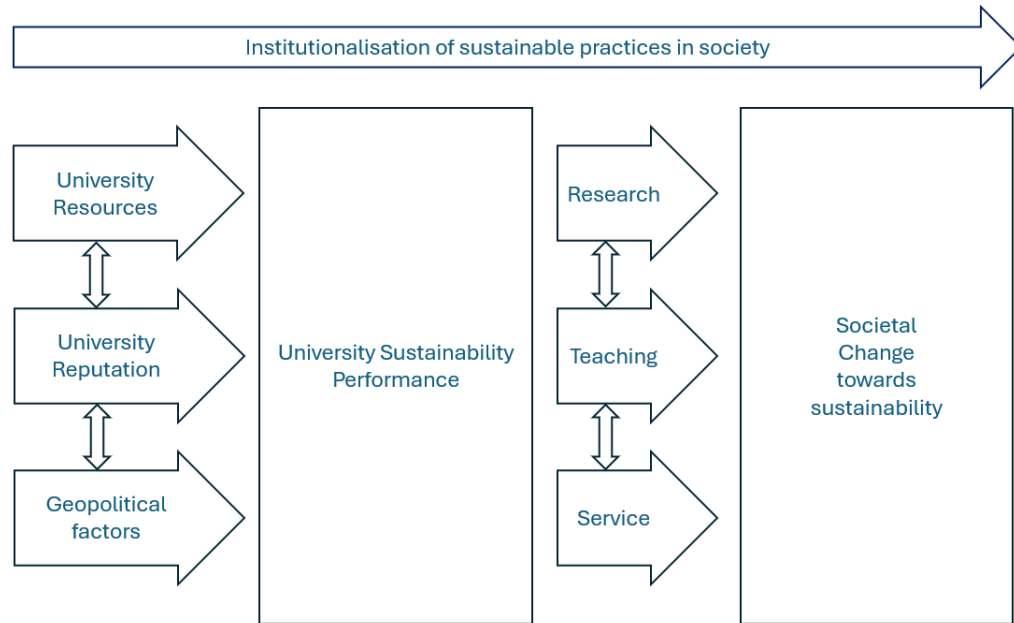 Institutionalisation of sustainable practices in society
University
Resources
University
Reputation
Geopolitical
factors
University Sustainability
Performance
Research
Teaching
Service
Societal
Change
towards
sustainability